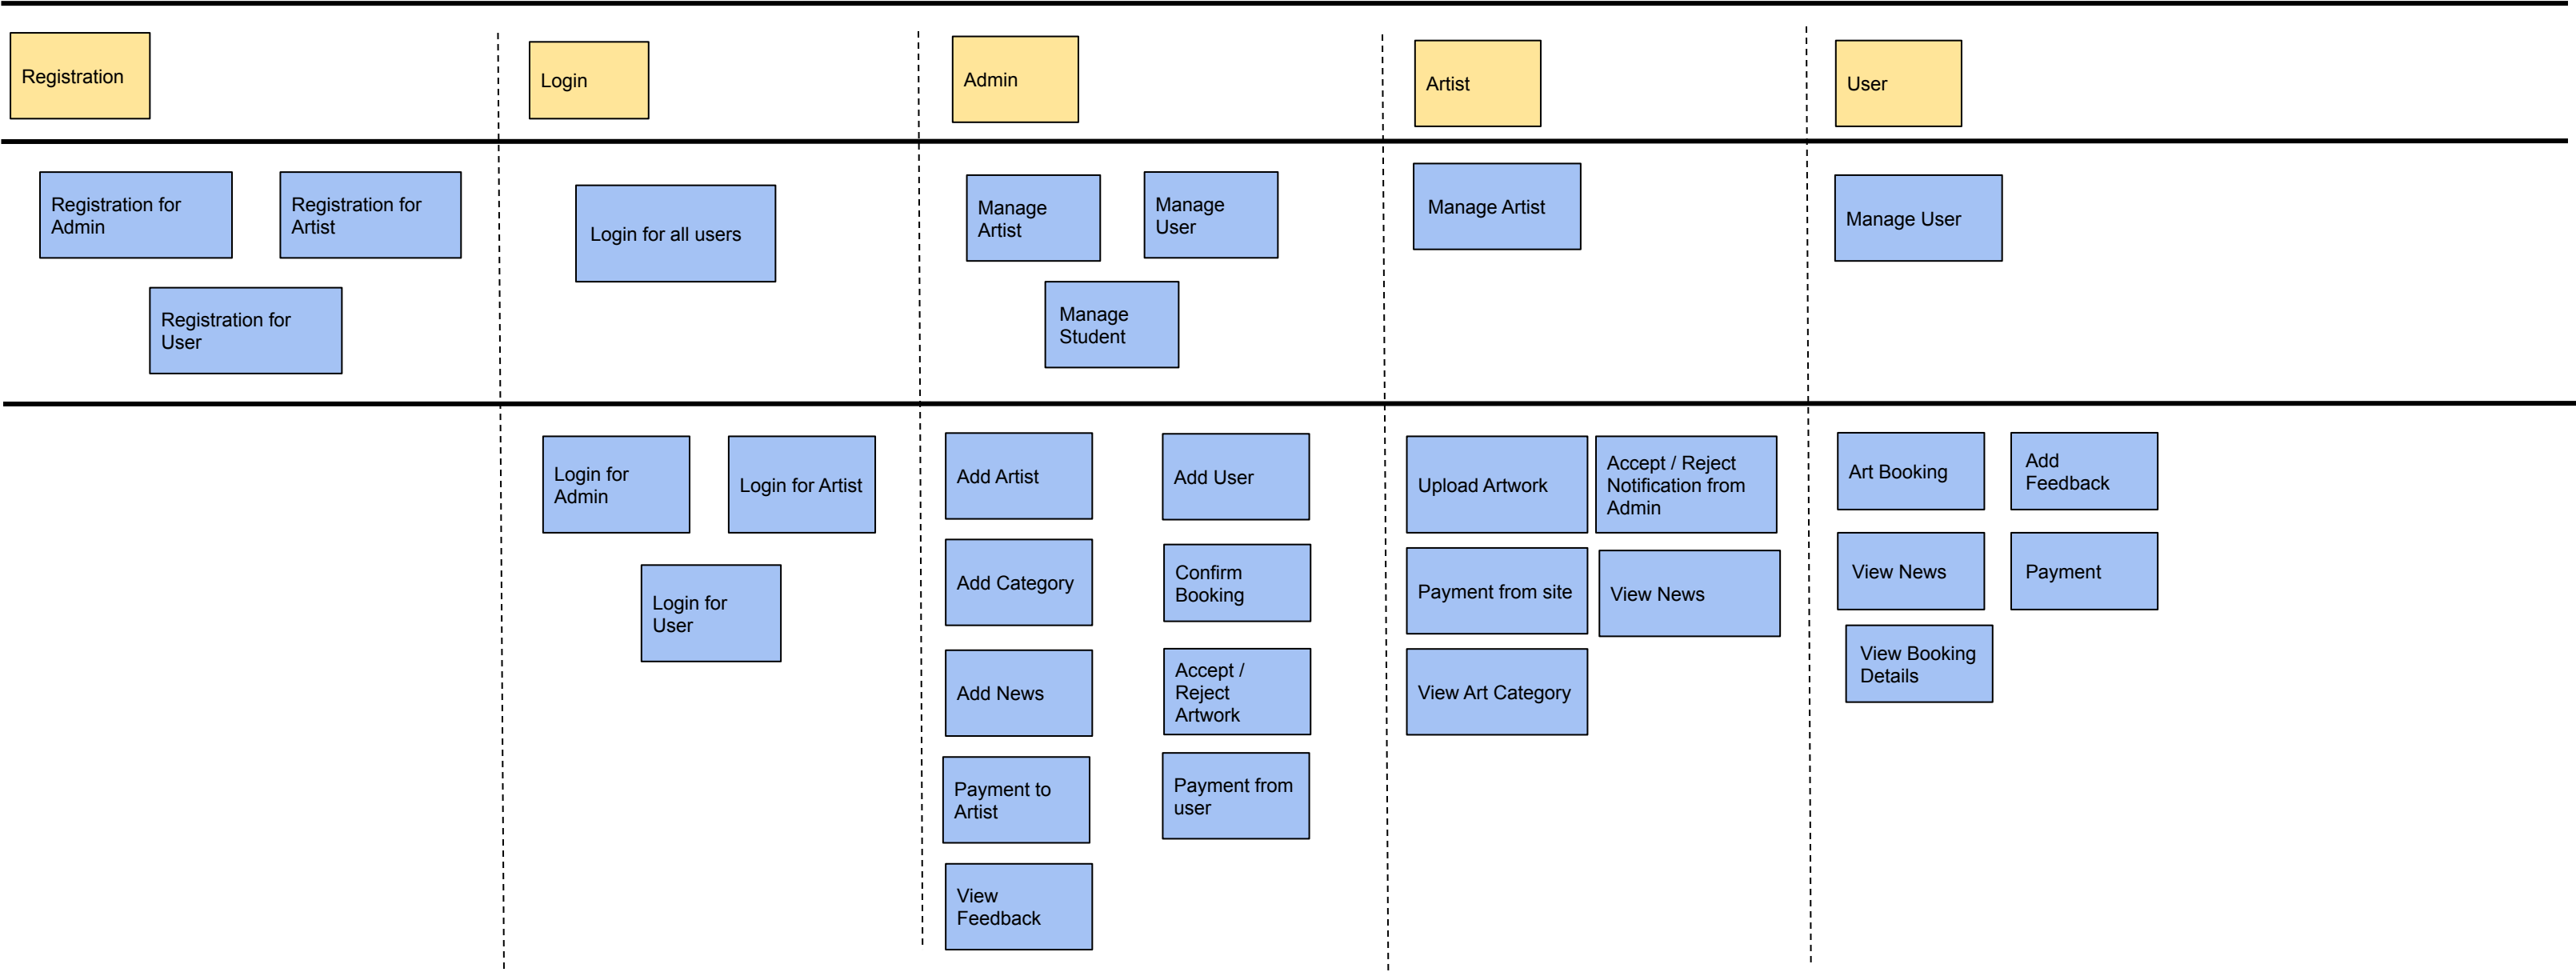 Registration
Login
Admin
Artist
User
Registration for
Admin
Registration for
Artist
Registration for
User
Login for all users
Manage
Artist
Manage
User
Manage
Student
Manage Artist
Manage User
Login for
Admin
Login for Artist
Login for
User
Add Artist
Add User
Add Category
Confirm
Booking
Add News
Accept /
Reject
Artwork
Payment to
Artist
Payment from
user
View
Feedback
Upload Artwork
Accept / Reject
Notification from
Admin
Payment from site
View News
View Art Category
Art Booking
Add
Feedback
View News
Payment
View Booking
Details